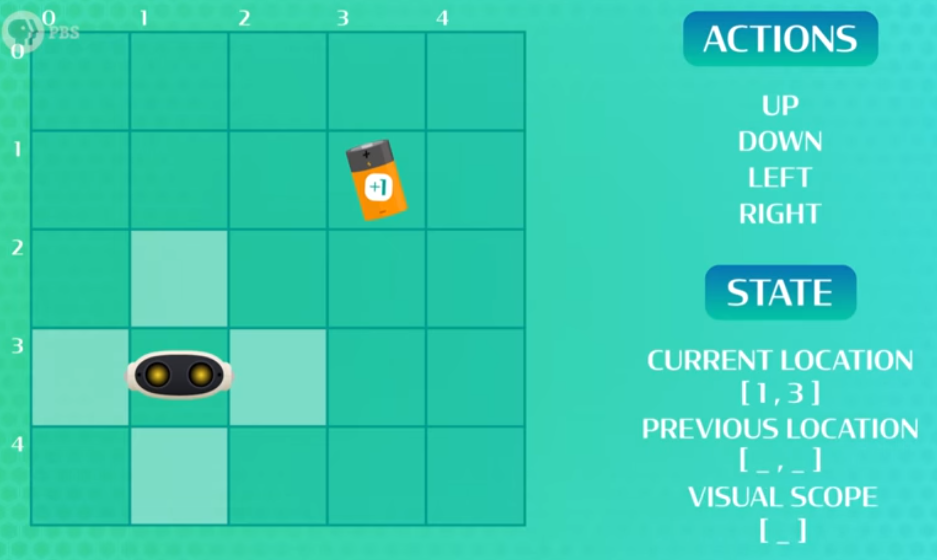 PBS
0 1 2 3 4
0
1
2
3
4
+
+1
ACTIONS
UP
DOWN
LEFT
RIGHT
STATE
CURRENT LOCATION
[ 1 , 3 ]
PREVIOUS LOCATION
[ _ , _ ]
VISUAL SCOPE
[ _ ]